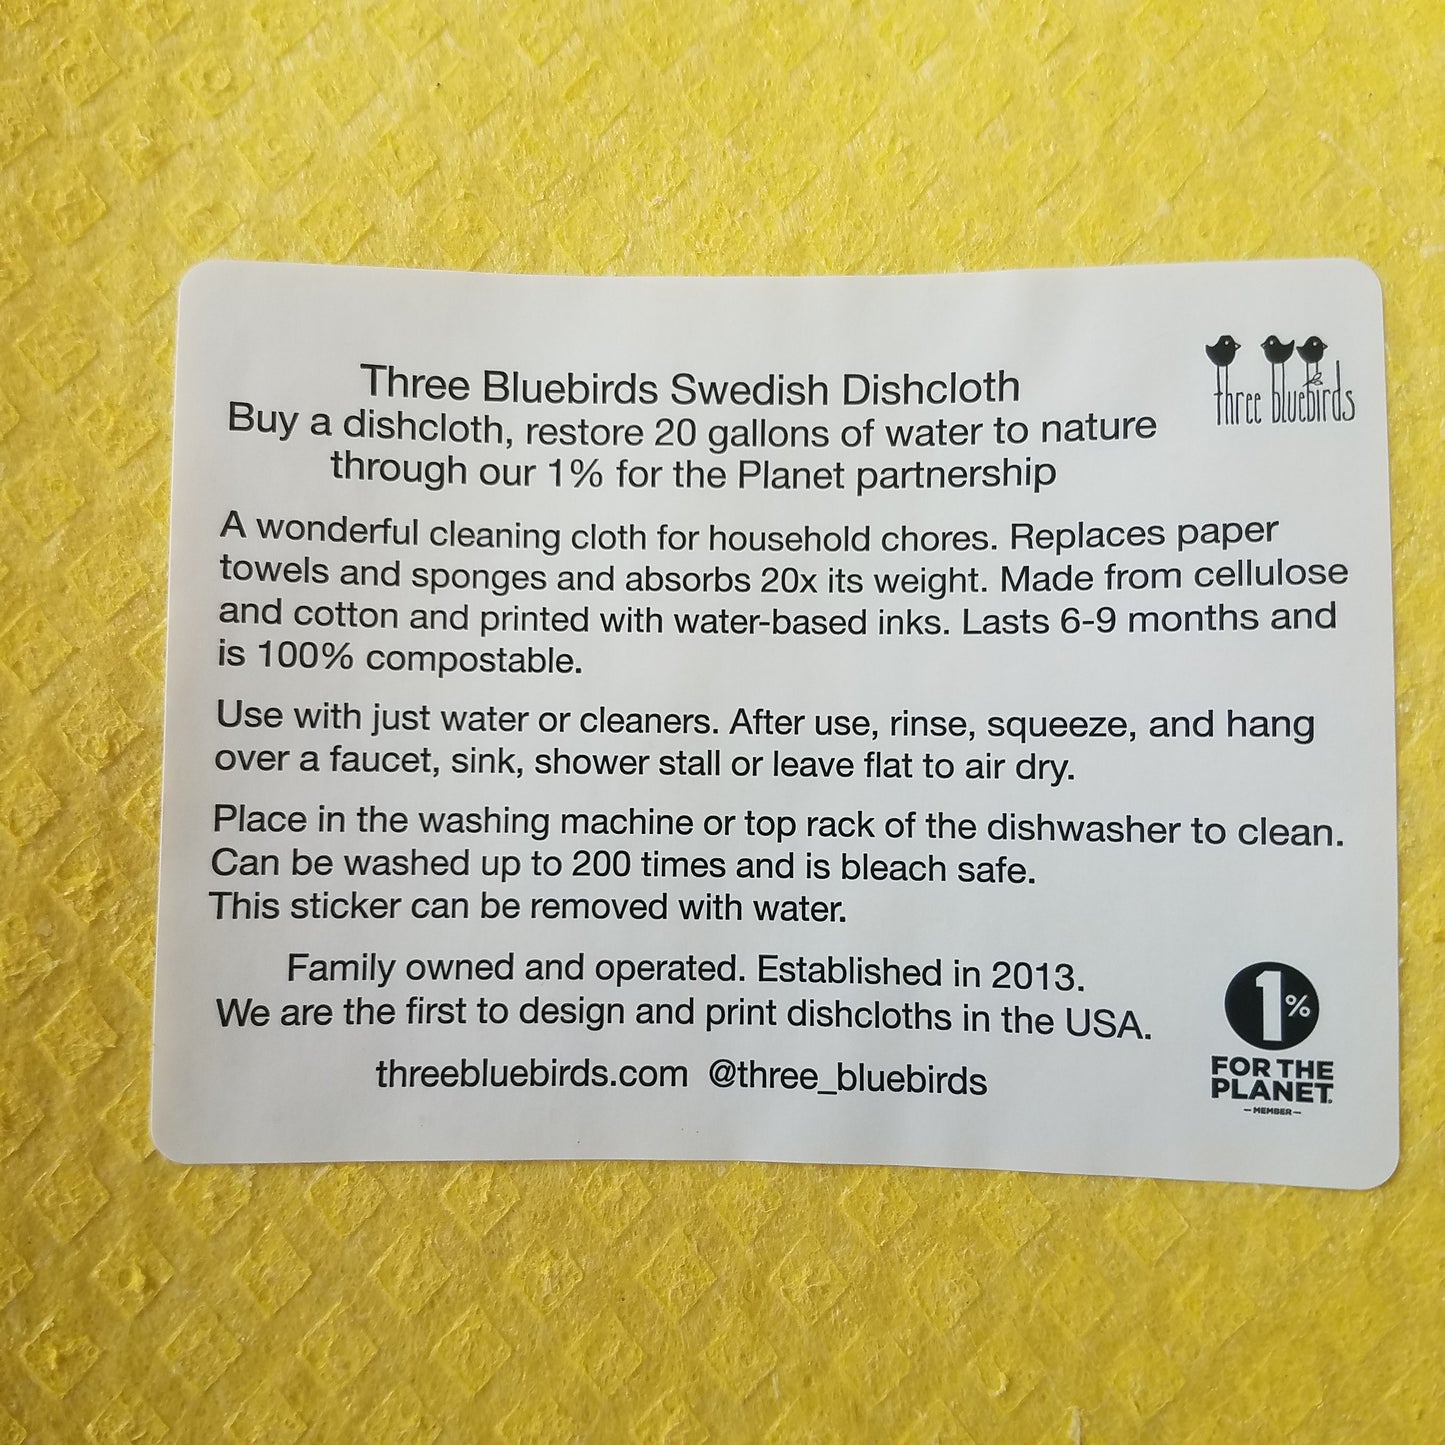 Three Bluebirds Swedish Dishcloth
Buy a dishcloth, restore 20 gallons of water to nature
through our 1% for the Planet partnership
three bluebirds
A wonderful cleaning cloth for household chores. Replaces paper
towels and sponges and absorbs 20x its weight. Made from cellulose
and cotton and printed with water-based inks. Lasts 6-9 months and
is 100% compostable.
Use with just water or cleaners. After use, rinse, squeeze, and hang
over a faucet, sink, shower stall or leave flat to air dry.
Place in the washing machine or top rack of the dishwasher to clean.
Can be washed up to 200 times and is bleach safe.
This sticker can be removed with water.
Family owned and operated. Established in 2013.
We are the first to design and print dishcloths in the USA.
threebluebirds.com @three_bluebirds
1%
FOR THE
PLANET.
MEMBER